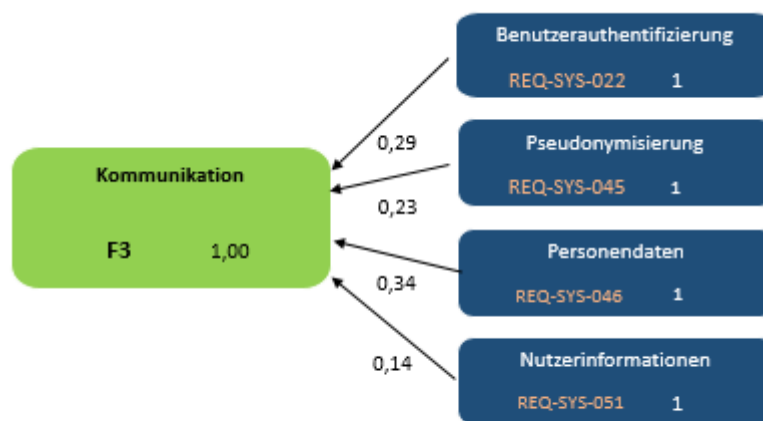 Benutzerauthentifizierung
REQ-SYS-022 1
0,29
Pseudonymisierung
REQ-SYS-045 1
0,23
Kommunikation
F3 1,00
Personendaten
REQ-SYS-046 1
0,34
Nutzerinformationen
REQ-SYS-051 1
0,14